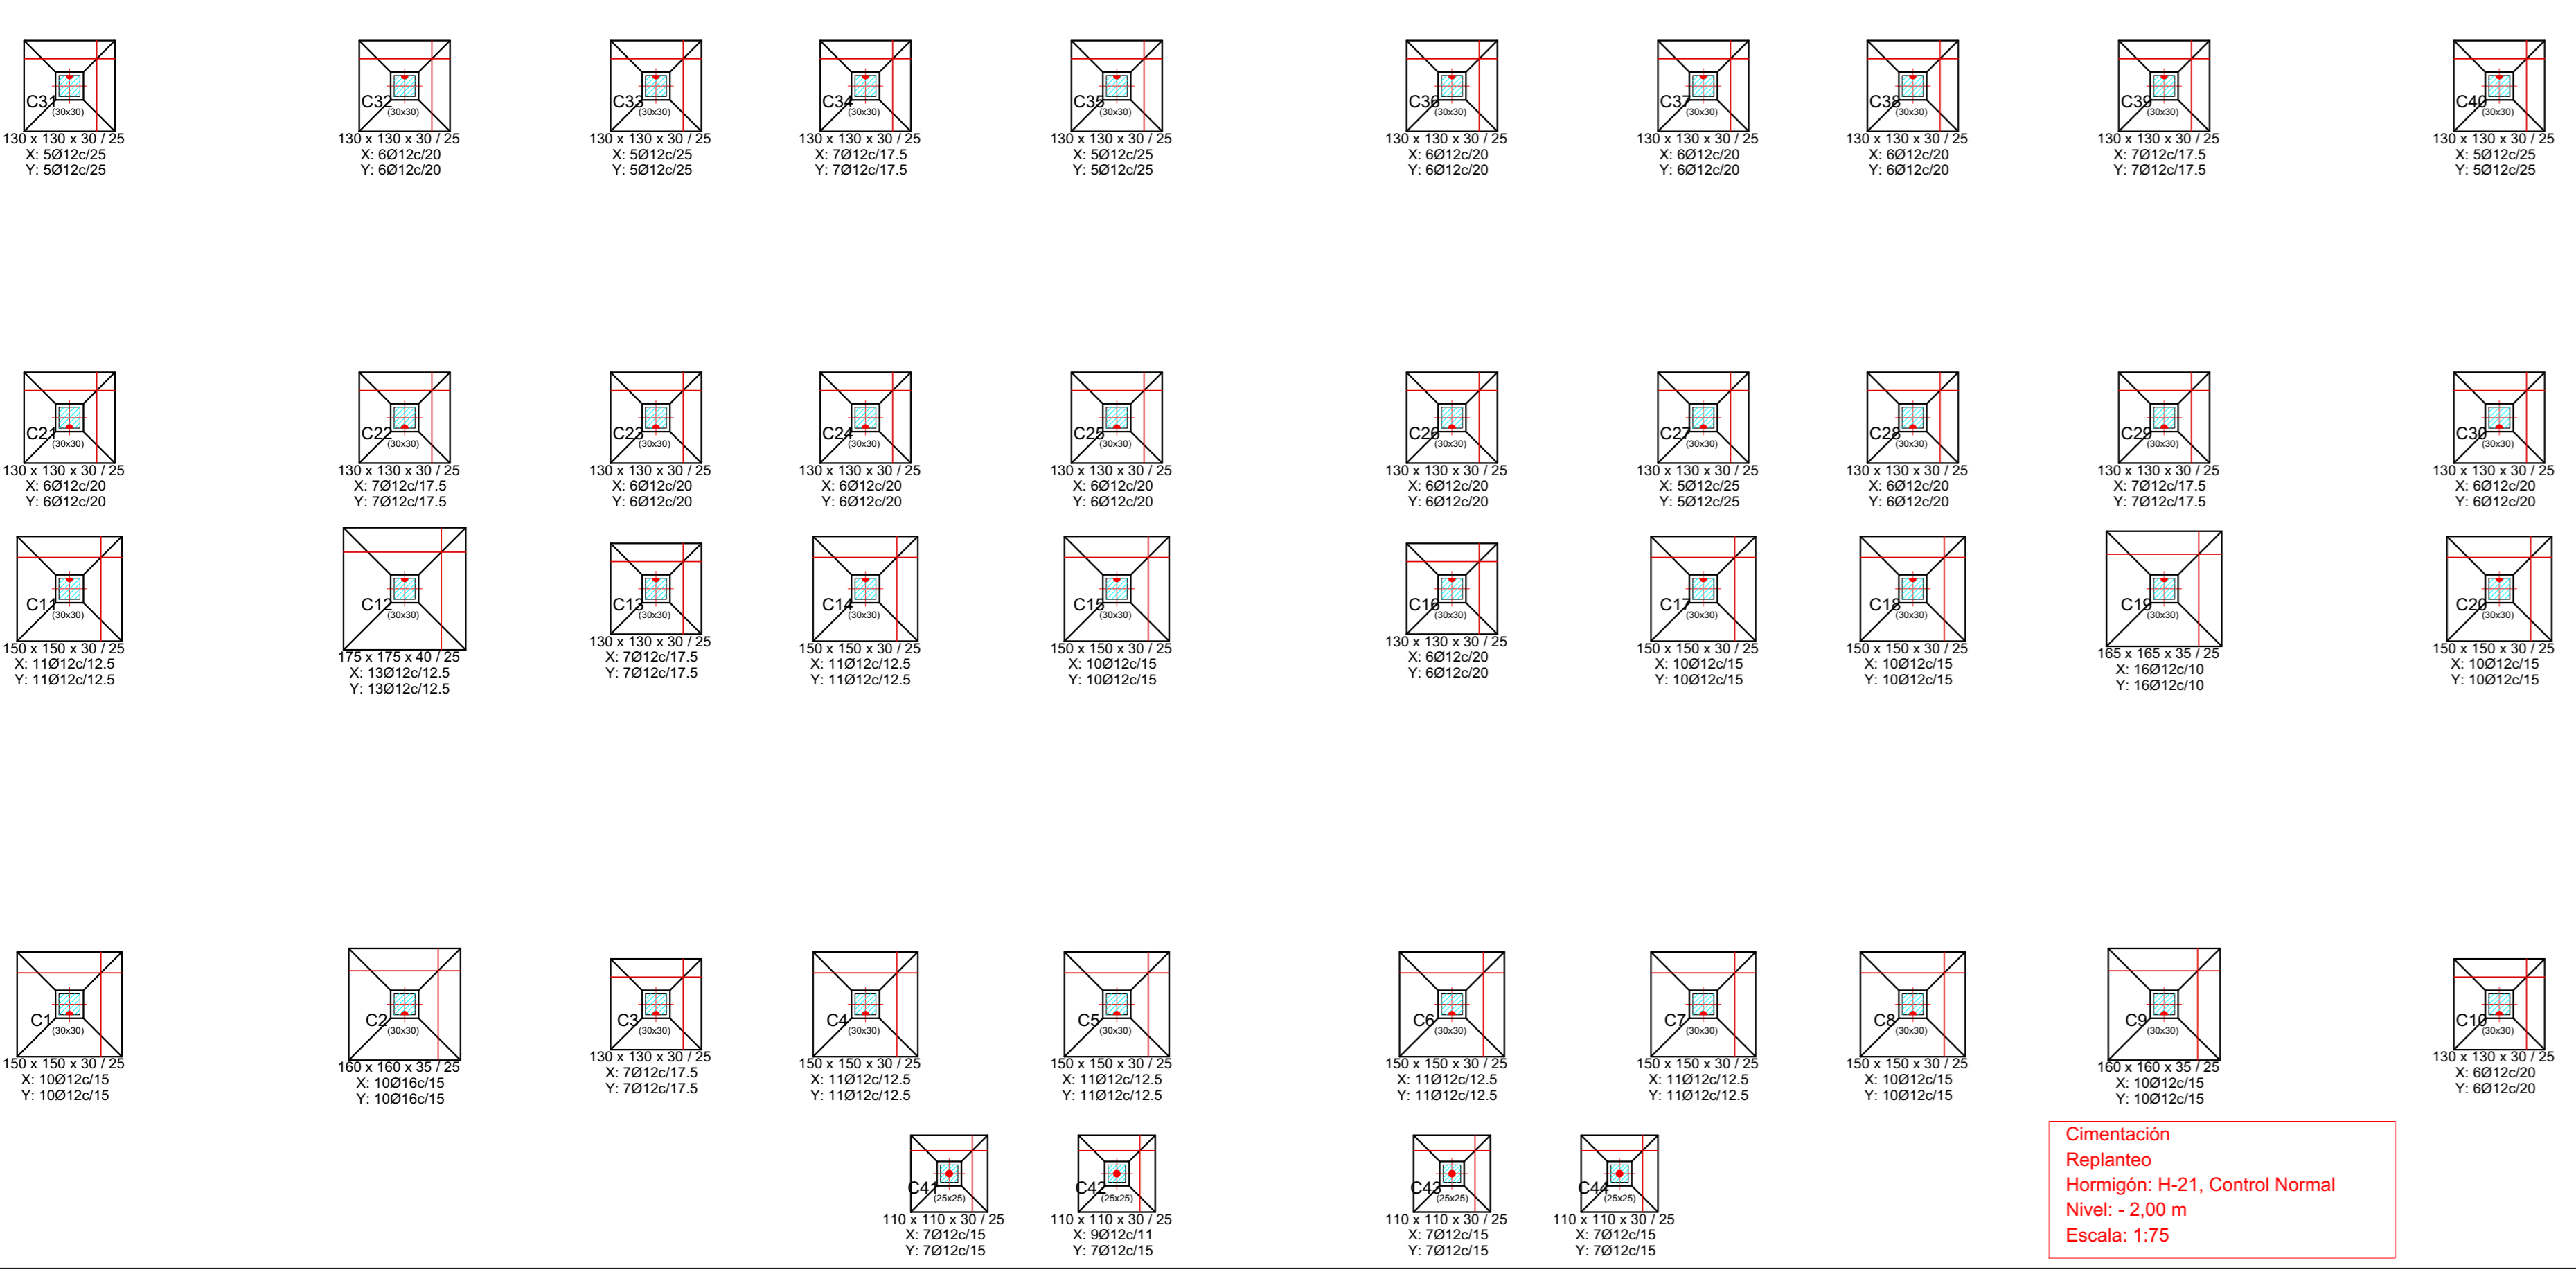 C31
(30x30)
130 x 130 x 30 / 25
X: 5Ø12c/25
Y: 5Ø12c/25
C32
(30x30)
130 x 130 x 30 / 25
X: 6Ø12c/20
Y: 6Ø12c/20
C33
(30x30)
130 x 130 x 30 / 25
X: 5Ø12c/25
Y: 5Ø12c/25
C34
(30x30)
130 x 130 x 30 / 25
X: 7Ø12c/17.5
Y: 7Ø12c/17.5
C35
(30x30)
130 x 130 x 30 / 25
X: 5Ø12c/25
Y: 5Ø12c/25
C36
(30x30)
130 x 130 x 30 / 25
X: 6Ø12c/20
Y: 6Ø12c/20
C37
(30x30)
130 x 130 x 30 / 25
X: 6Ø12c/20
Y: 6Ø12c/20
C38
(30x30)
130 x 130 x 30 / 25
X: 6Ø12c/20
Y: 6Ø12c/20
C39
(30x30)
130 x 130 x 30 / 25
X: 7Ø12c/17.5
Y: 7Ø12c/17.5
C40
(30x30)
130 x 130 x 30 / 25
X: 5Ø12c/25
Y: 5Ø12c/25
C21
(30x30)
130 x 130 x 30 / 25
X: 6Ø12c/20
Y: 6Ø12c/20
C22
(30x30)
130 x 130 x 30 / 25
X: 7Ø12c/17.5
Y: 7Ø12c/17.5
C23
(30x30)
130 x 130 x 30 / 25
X: 6Ø12c/20
Y: 6Ø12c/20
C24
(30x30)
130 x 130 x 30 / 25
X: 6Ø12c/20
Y: 6Ø12c/20
C25
(30x30)
130 x 130 x 30 / 25
X: 6Ø12c/20
Y: 6Ø12c/20
C26
(30x30)
130 x 130 x 30 / 25
X: 6Ø12c/20
Y: 6Ø12c/20
C27
(30x30)
130 x 130 x 30 / 25
X: 5Ø12c/25
Y: 5Ø12c/25
C28
(30x30)
130 x 130 x 30 / 25
X: 6Ø12c/20
Y: 6Ø12c/20
C29
(30x30)
130 x 130 x 30 / 25
X: 7Ø12c/17.5
Y: 7Ø12c/17.5
C30
(30x30)
130 x 130 x 30 / 25
X: 6Ø12c/20
Y: 6Ø12c/20
C11
(30x30)
150 x 150 x 30 / 25
X: 11Ø12c/12.5
Y: 11Ø12c/12.5
C12
(30x30)
175 x 175 x 40 / 25
X: 13Ø12c/12.5
Y: 13Ø12c/12.5
C13
(30x30)
130 x 130 x 30 / 25
X: 7Ø12c/17.5
Y: 7Ø12c/17.5
C14
(30x30)
150 x 150 x 30 / 25
X: 11Ø12c/12.5
Y: 11Ø12c/12.5
C15
(30x30)
150 x 150 x 30 / 25
X: 10Ø12c/15
Y: 10Ø12c/15
C16
(30x30)
130 x 130 x 30 / 25
X: 6Ø12c/20
Y: 6Ø12c/20
C17
(30x30)
150 x 150 x 30 / 25
X: 10Ø12c/15
Y: 10Ø12c/15
C18
(30x30)
150 x 150 x 30 / 25
X: 10Ø12c/15
Y: 10Ø12c/15
C19
(30x30)
165 x 165 x 35 / 25
X: 16Ø12c/10
Y: 16Ø12c/10
C20
(30x30)
150 x 150 x 30 / 25
X: 10Ø12c/15
Y: 10Ø12c/15
C1
(30x30)
150 x 150 x 30 / 25
X: 10Ø12c/15
Y: 10Ø12c/15
C2
(30x30)
160 x 160 x 35 / 25
X: 10Ø16c/15
Y: 10Ø16c/15
C3
(30x30)
130 x 130 x 30 / 25
X: 7Ø12c/17.5
Y: 7Ø12c/17.5
C4
(30x30)
150 x 150 x 30 / 25
X: 11Ø12c/12.5
Y: 11Ø12c/12.5
C5
(30x30)
150 x 150 x 30 / 25
X: 11Ø12c/12.5
Y: 11Ø12c/12.5
C6
(30x30)
150 x 150 x 30 / 25
X: 11Ø12c/12.5
Y: 11Ø12c/12.5
C7
(30x30)
150 x 150 x 30 / 25
X: 11Ø12c/12.5
Y: 11Ø12c/12.5
C8
(30x30)
150 x 150 x 30 / 25
X: 10Ø12c/15
Y: 10Ø12c/15
C9
(30x30)
160 x 160 x 35 / 25
X: 10Ø12c/15
Y: 10Ø12c/15
C10
(30x30)
130 x 130 x 30 / 25
X: 6Ø12c/20
Y: 6Ø12c/20
C41
(25x25)
110 x 110 x 30 / 25
X: 7Ø12c/15
Y: 7Ø12c/15
C42
(25x25)
110 x 110 x 30 / 25
X: 9Ø12c/11
Y: 7Ø12c/15
C43
(25x25)
110 x 110 x 30 / 25
X: 7Ø12c/15
Y: 7Ø12c/15
C44
(25x25)
110 x 110 x 30 / 25
X: 7Ø12c/15
Y: 7Ø12c/15
Cimentación
Replanteo
Hormigón: H-21, Control Normal
Nivel: - 2,00 m
Escala: 1:75